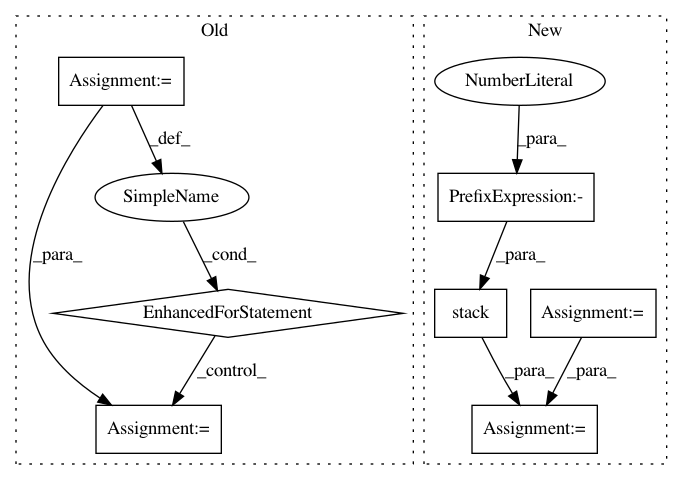 Old
New
Assignment:=
NumberLiteral
_def_
_para_
SimpleName
PrefixExpression:-
_para_
_cond_
_para_
EnhancedForStatement
stack
Assignment:=
_control_
_para_
_para_
Assignment:=
Assignment:=